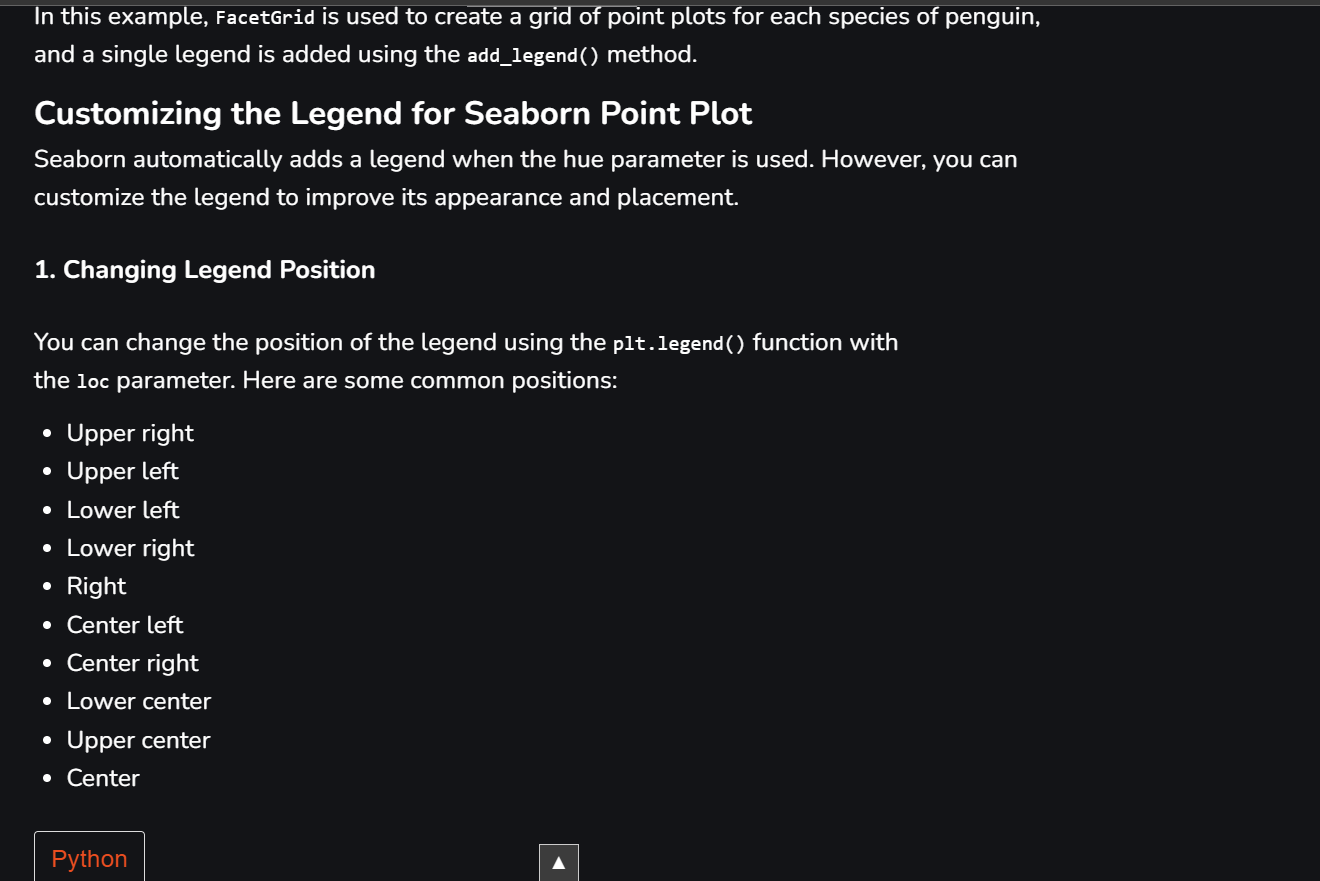 In this example, FacetGrid is used to create a grid of point plots for each species of penguin,
and a single legend is added using the add_legend() method.
Customizing the Legend for Seaborn Point Plot
Seaborn automatically adds a legend when the hue parameter is used. However, you can
customize the legend to improve its appearance and placement.
1. Changing Legend Position
You can change the position of the legend using the plt.legend() function with
the loc parameter. Here are some common positions:
• Upper right
• Upper left
• Lower left
• Lower right
• Right
• Center left
• Center right
• Lower center
• Upper center
• Center
Python